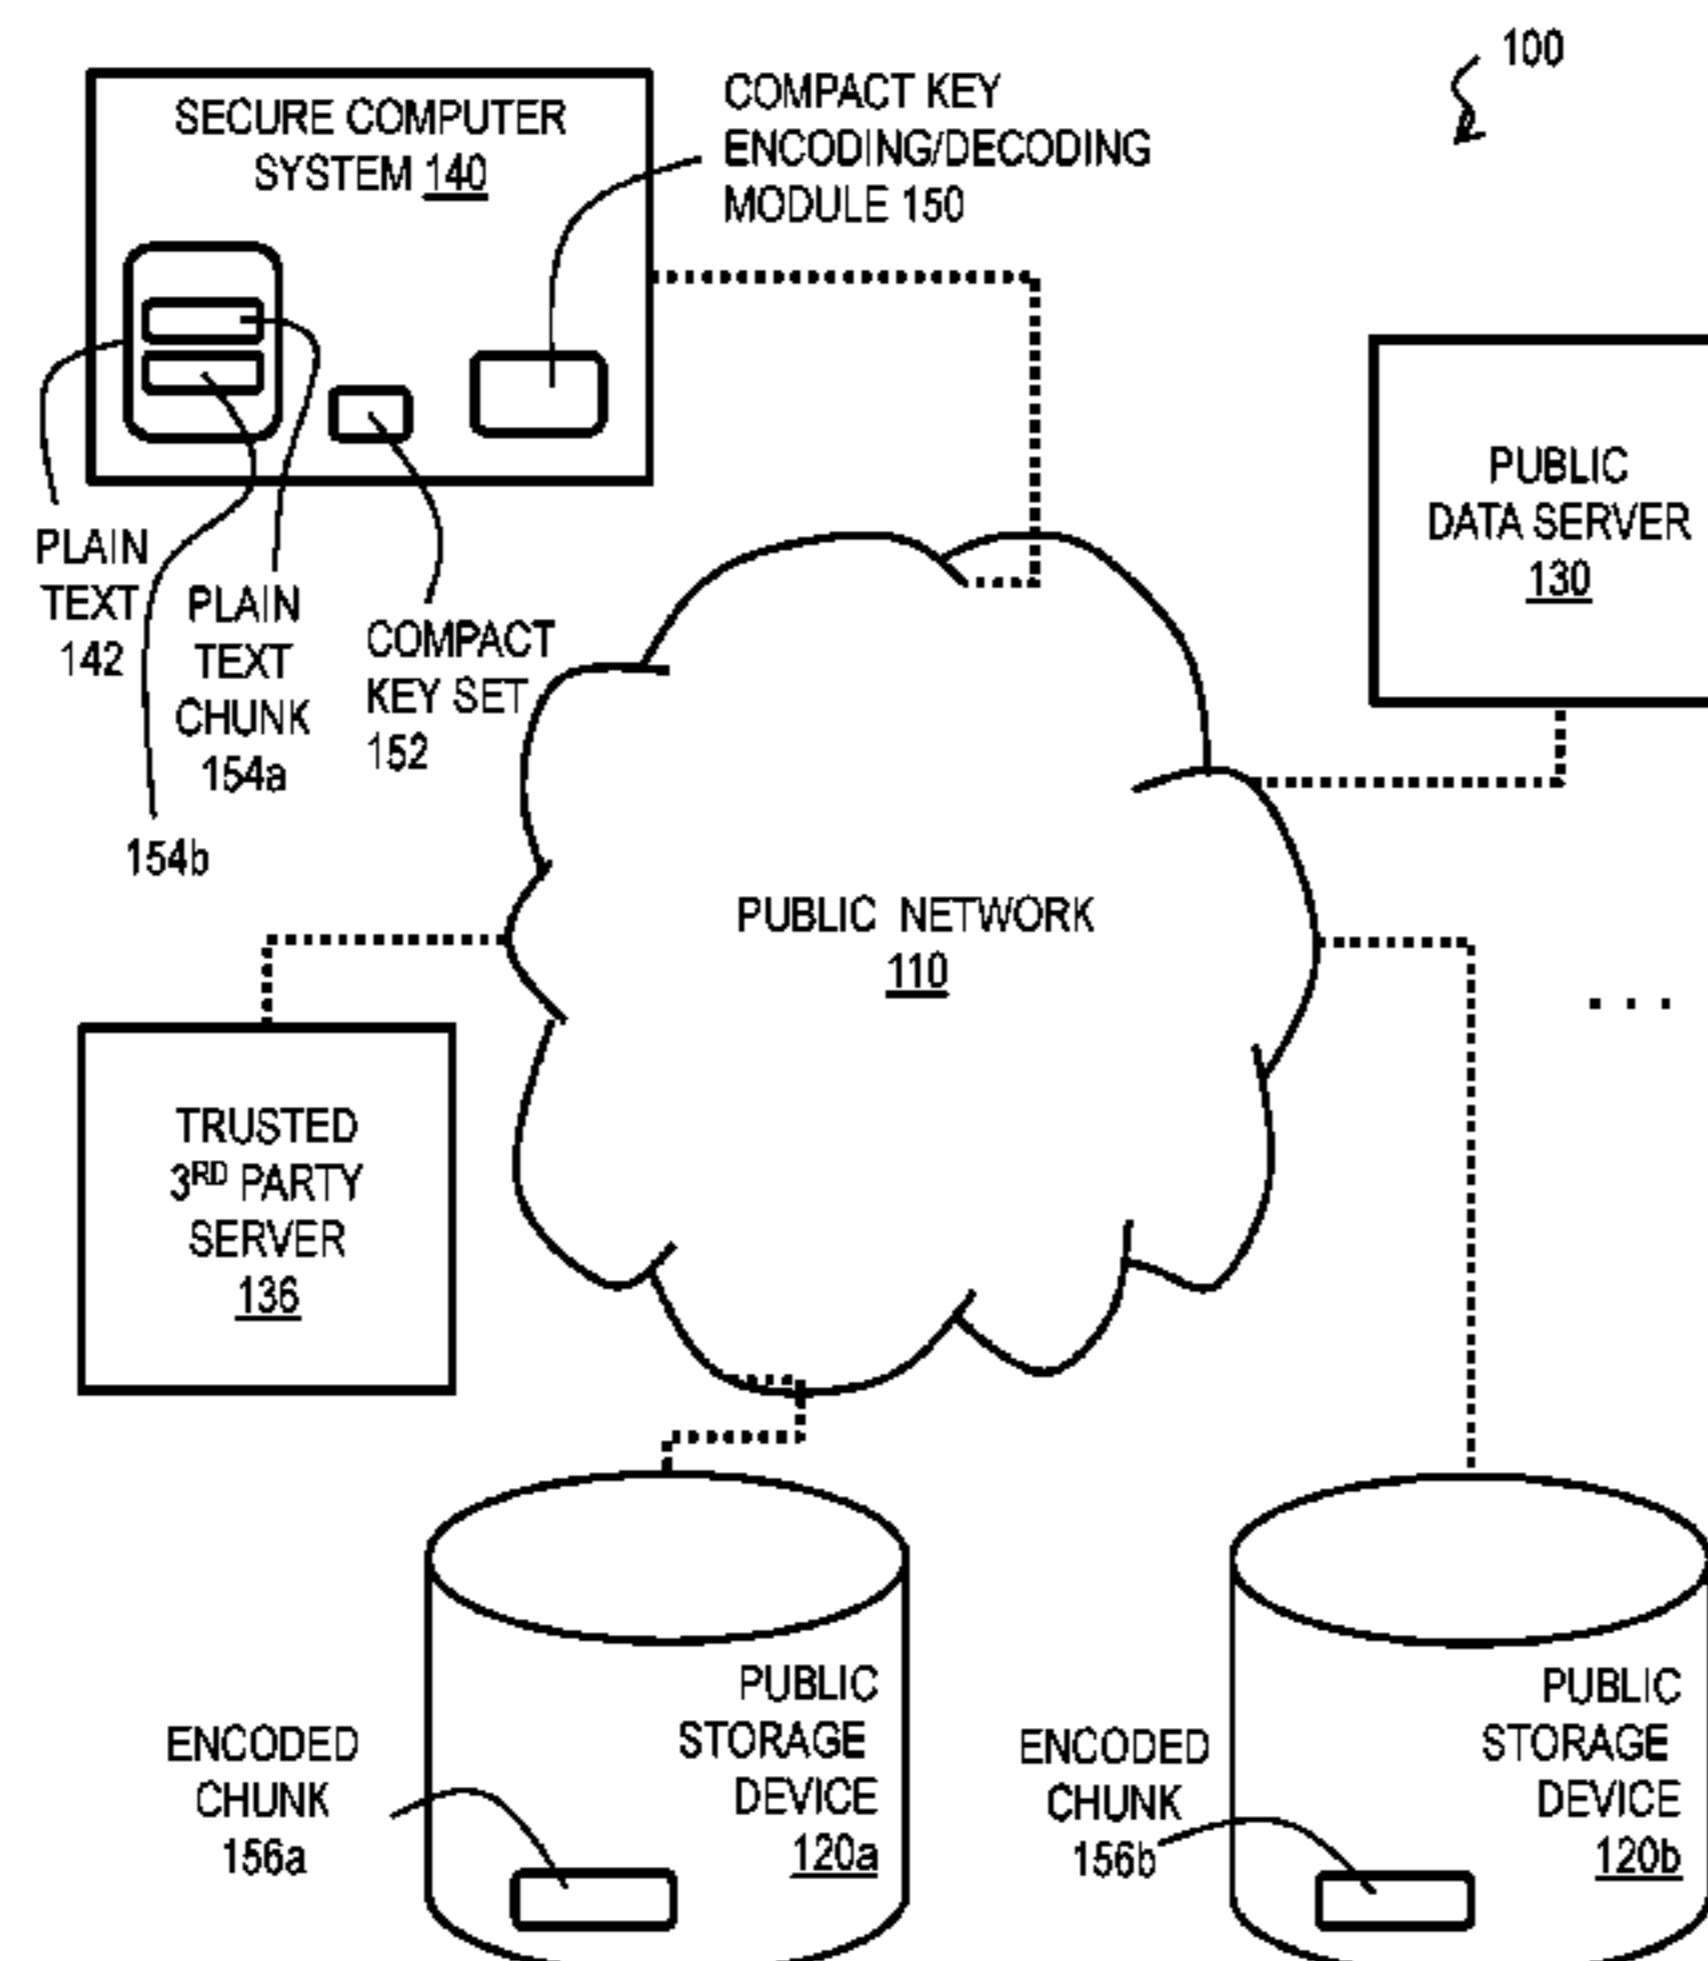 100
SECURE COMPUTER
SYSTEM 140
COMPACT KEY
ENCODING/DECODING
MODULE 150
PLAIN
TEXT
142
PLAIN
TEXT
CHUNK
154a
154b
COMPACT
KEY SET
152
PUBLIC
DATA SERVER
130
PUBLIC NETWORK
110
. . .
TRUSTED
3RD PARTY
SERVER
136
ENCODED
CHUNK
156a
PUBLIC
STORAGE
DEVICE
120a
ENCODED
CHUNK
156b
PUBLIC
STORAGE
DEVICE
120b